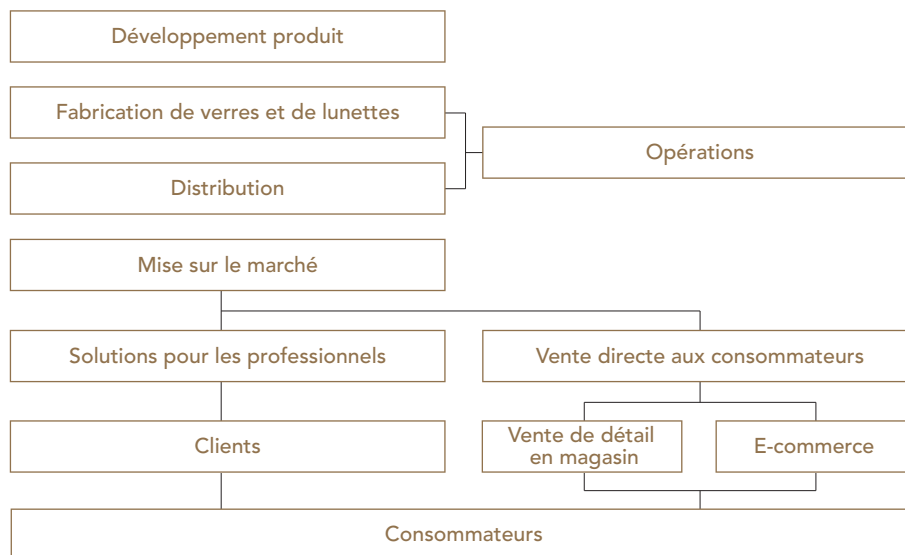 Développement produit
Fabrication de verres et de lunettes
Opérations
Distribution
Mise sur le marché
Solutions pour les professionnels
Vente directe aux consommateurs
Clients
Vente de détail
en magasin
E-commerce
Consommateurs